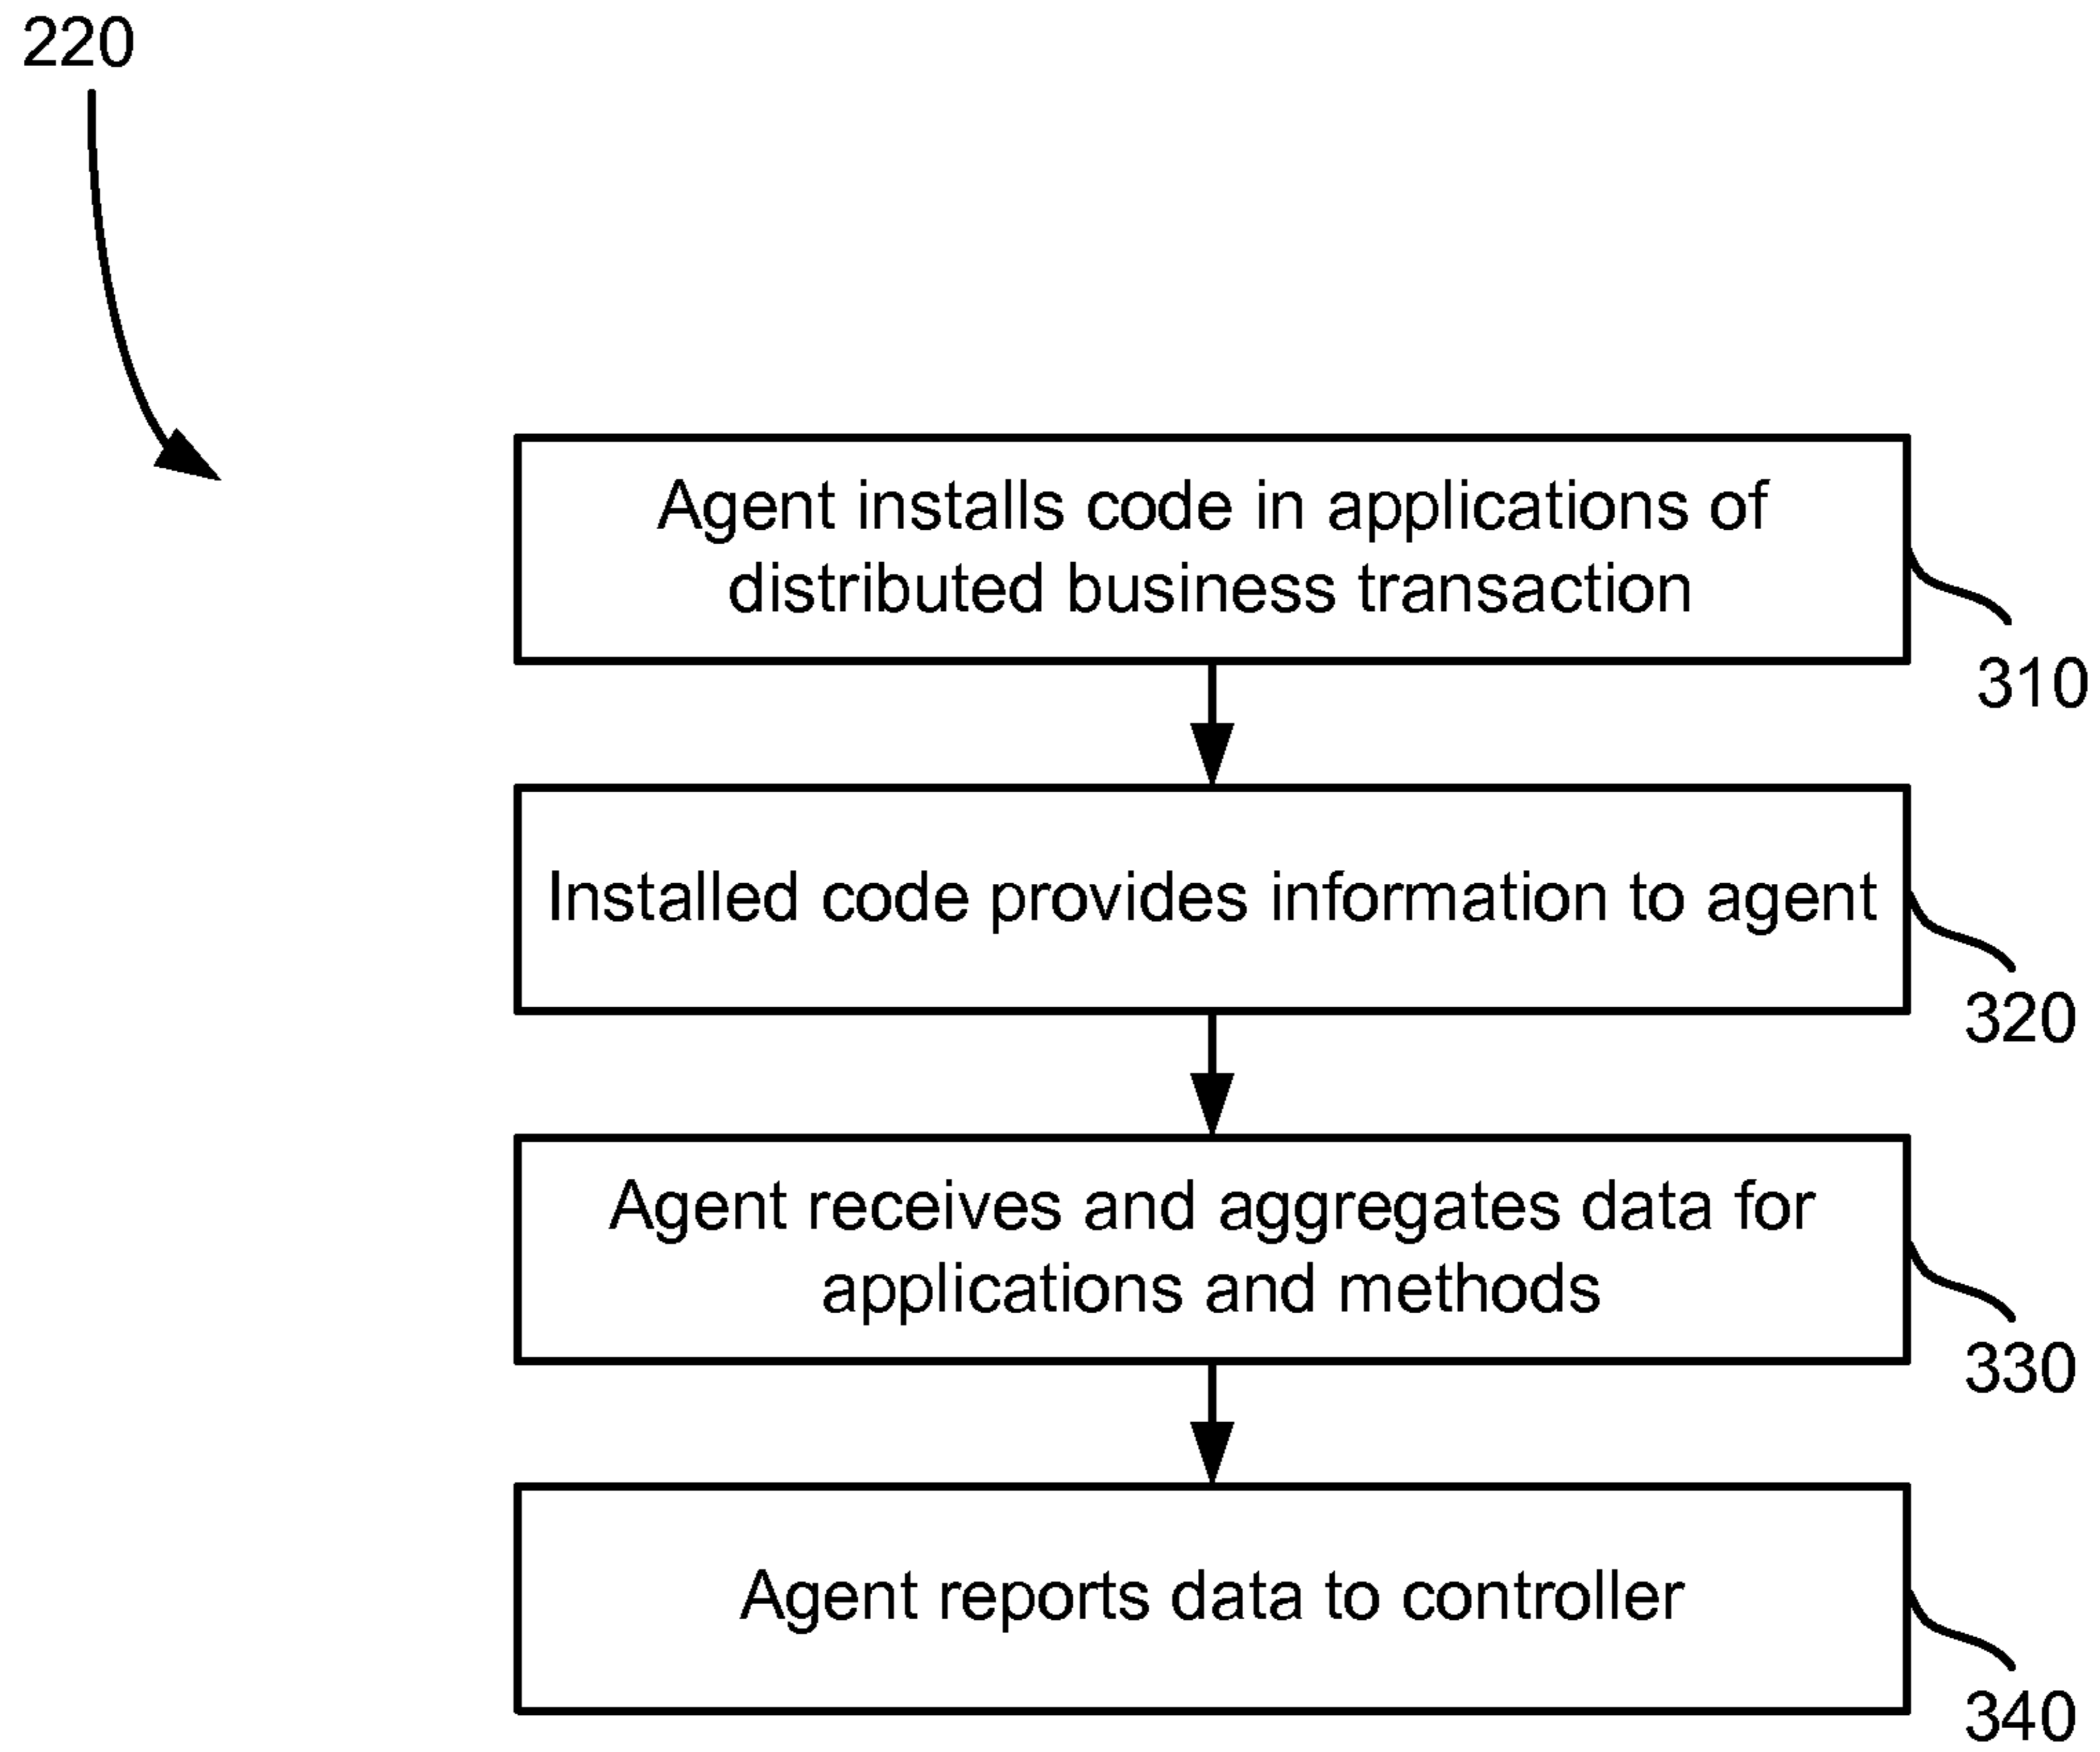 220
Agent installs code in applications of
distributed business transaction
310
Installed code provides information to agent
320
Agent receives and aggregates data for
applications and methods
330
Agent reports data to controller
340